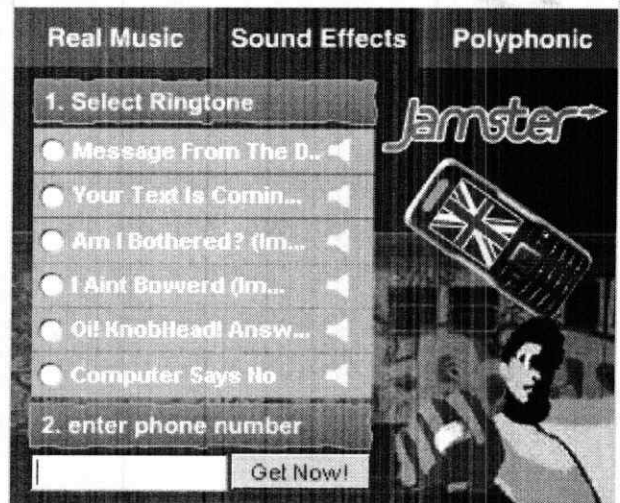 Real Music Sound Effects Polyphonic
1. Select Ringtone
Jamster
Message From The D..
Your Text Is Comin...
Am I Bothered? (Im...
I Aint Bovverd (Im...
Oi! KnobHead! Answ...
Computer Says No
2. enter phone number
Get Now!